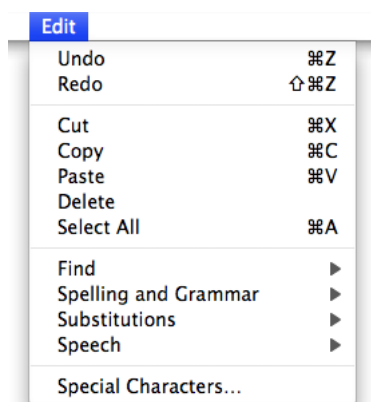 Edit
Undo ⌘Z
Redo ⇧⌘Z
Cut ⌘X
Copy ⌘C
Paste ⌘V
Delete
Select All ⌘A
Find ▶
Spelling and Grammar ▶
Substitutions ▶
Speech ▶
Special Characters...